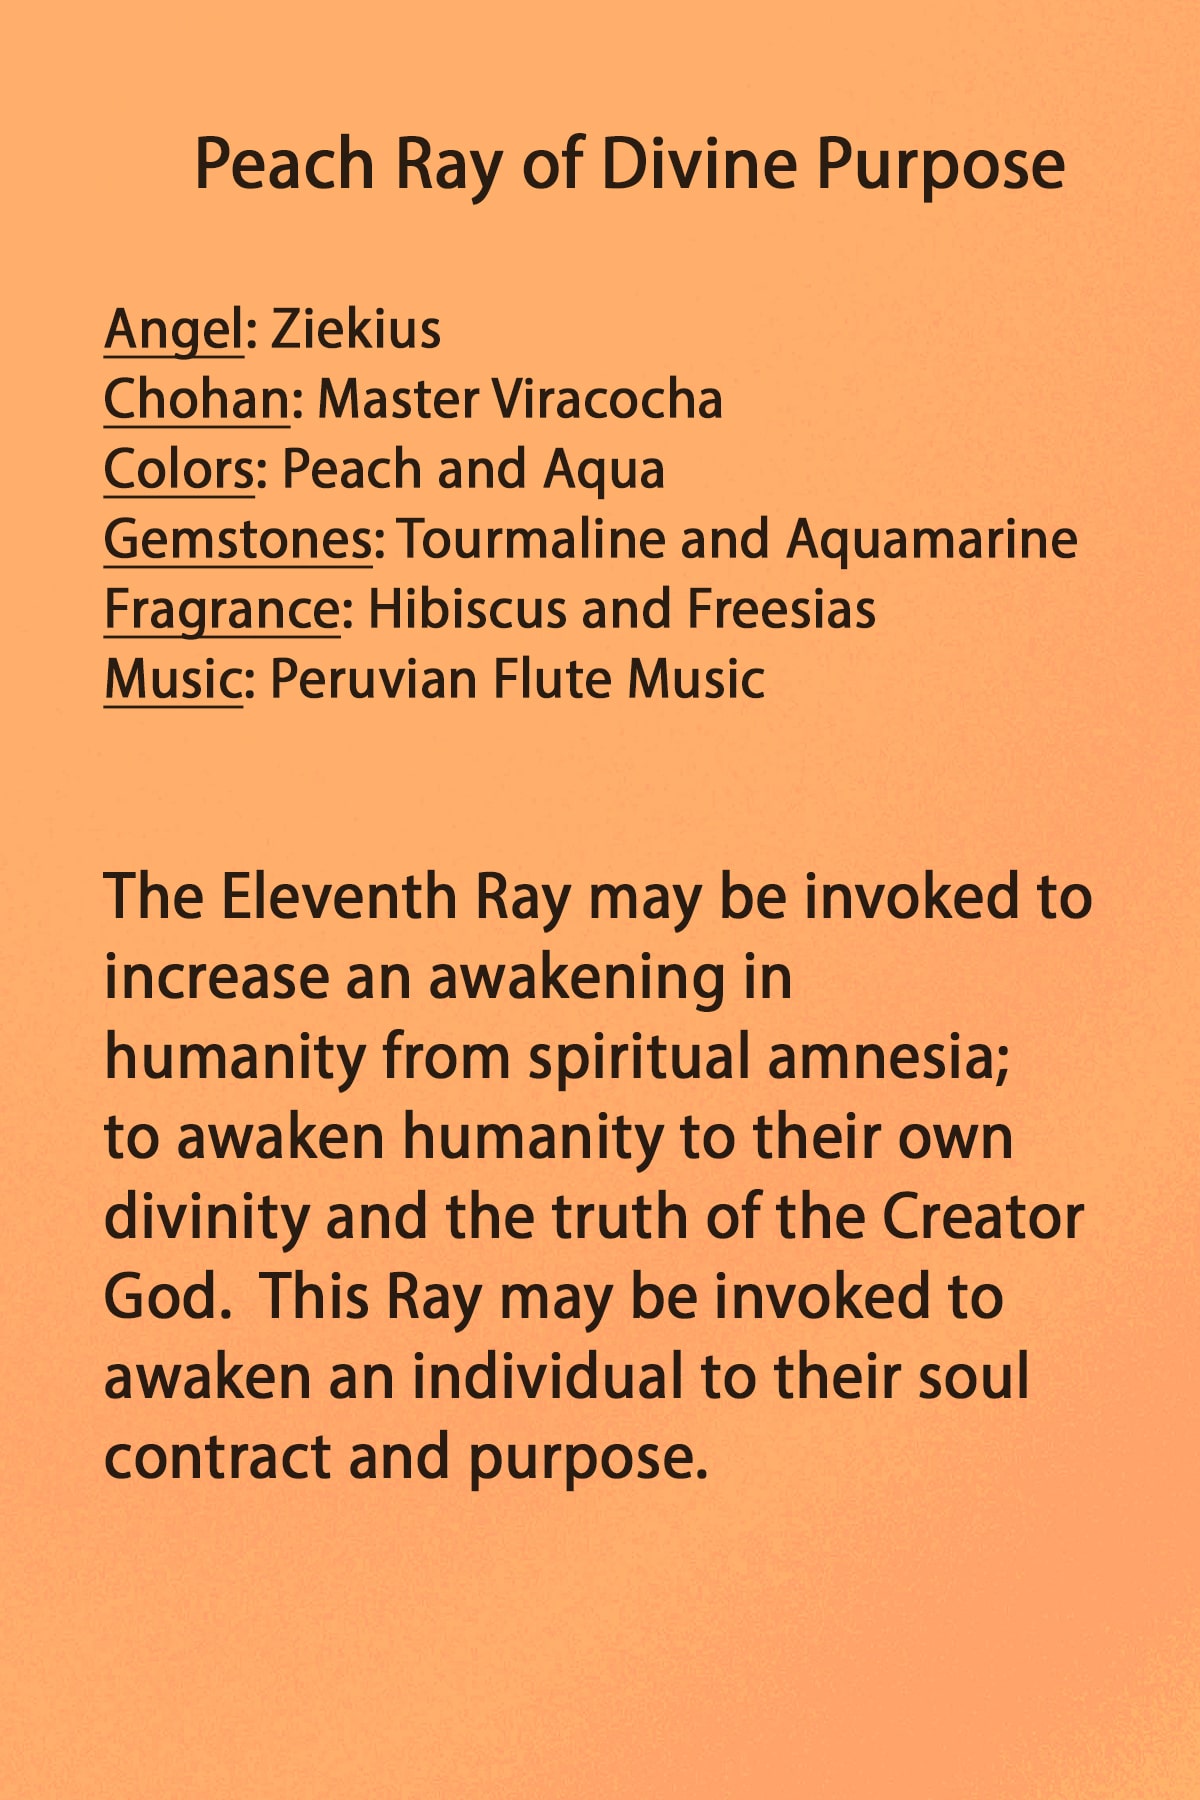 Peach Ray of Divine Purpose
Angel: Ziekius
Chohan: Master Viracocha
Colors: Peach and Aqua
Gemstones: Tourmaline and Aquamarine
Fragrance: Hibiscus and Freesias
Music: Peruvian Flute Music
The Eleventh Ray may be invoked to
increase an awakening in
humanity from spiritual amnesia;
to awaken humanity to their own
divinity and the truth of the Creator
God.  This Ray may be invoked to
awaken an individual to their soul
contract and purpose.